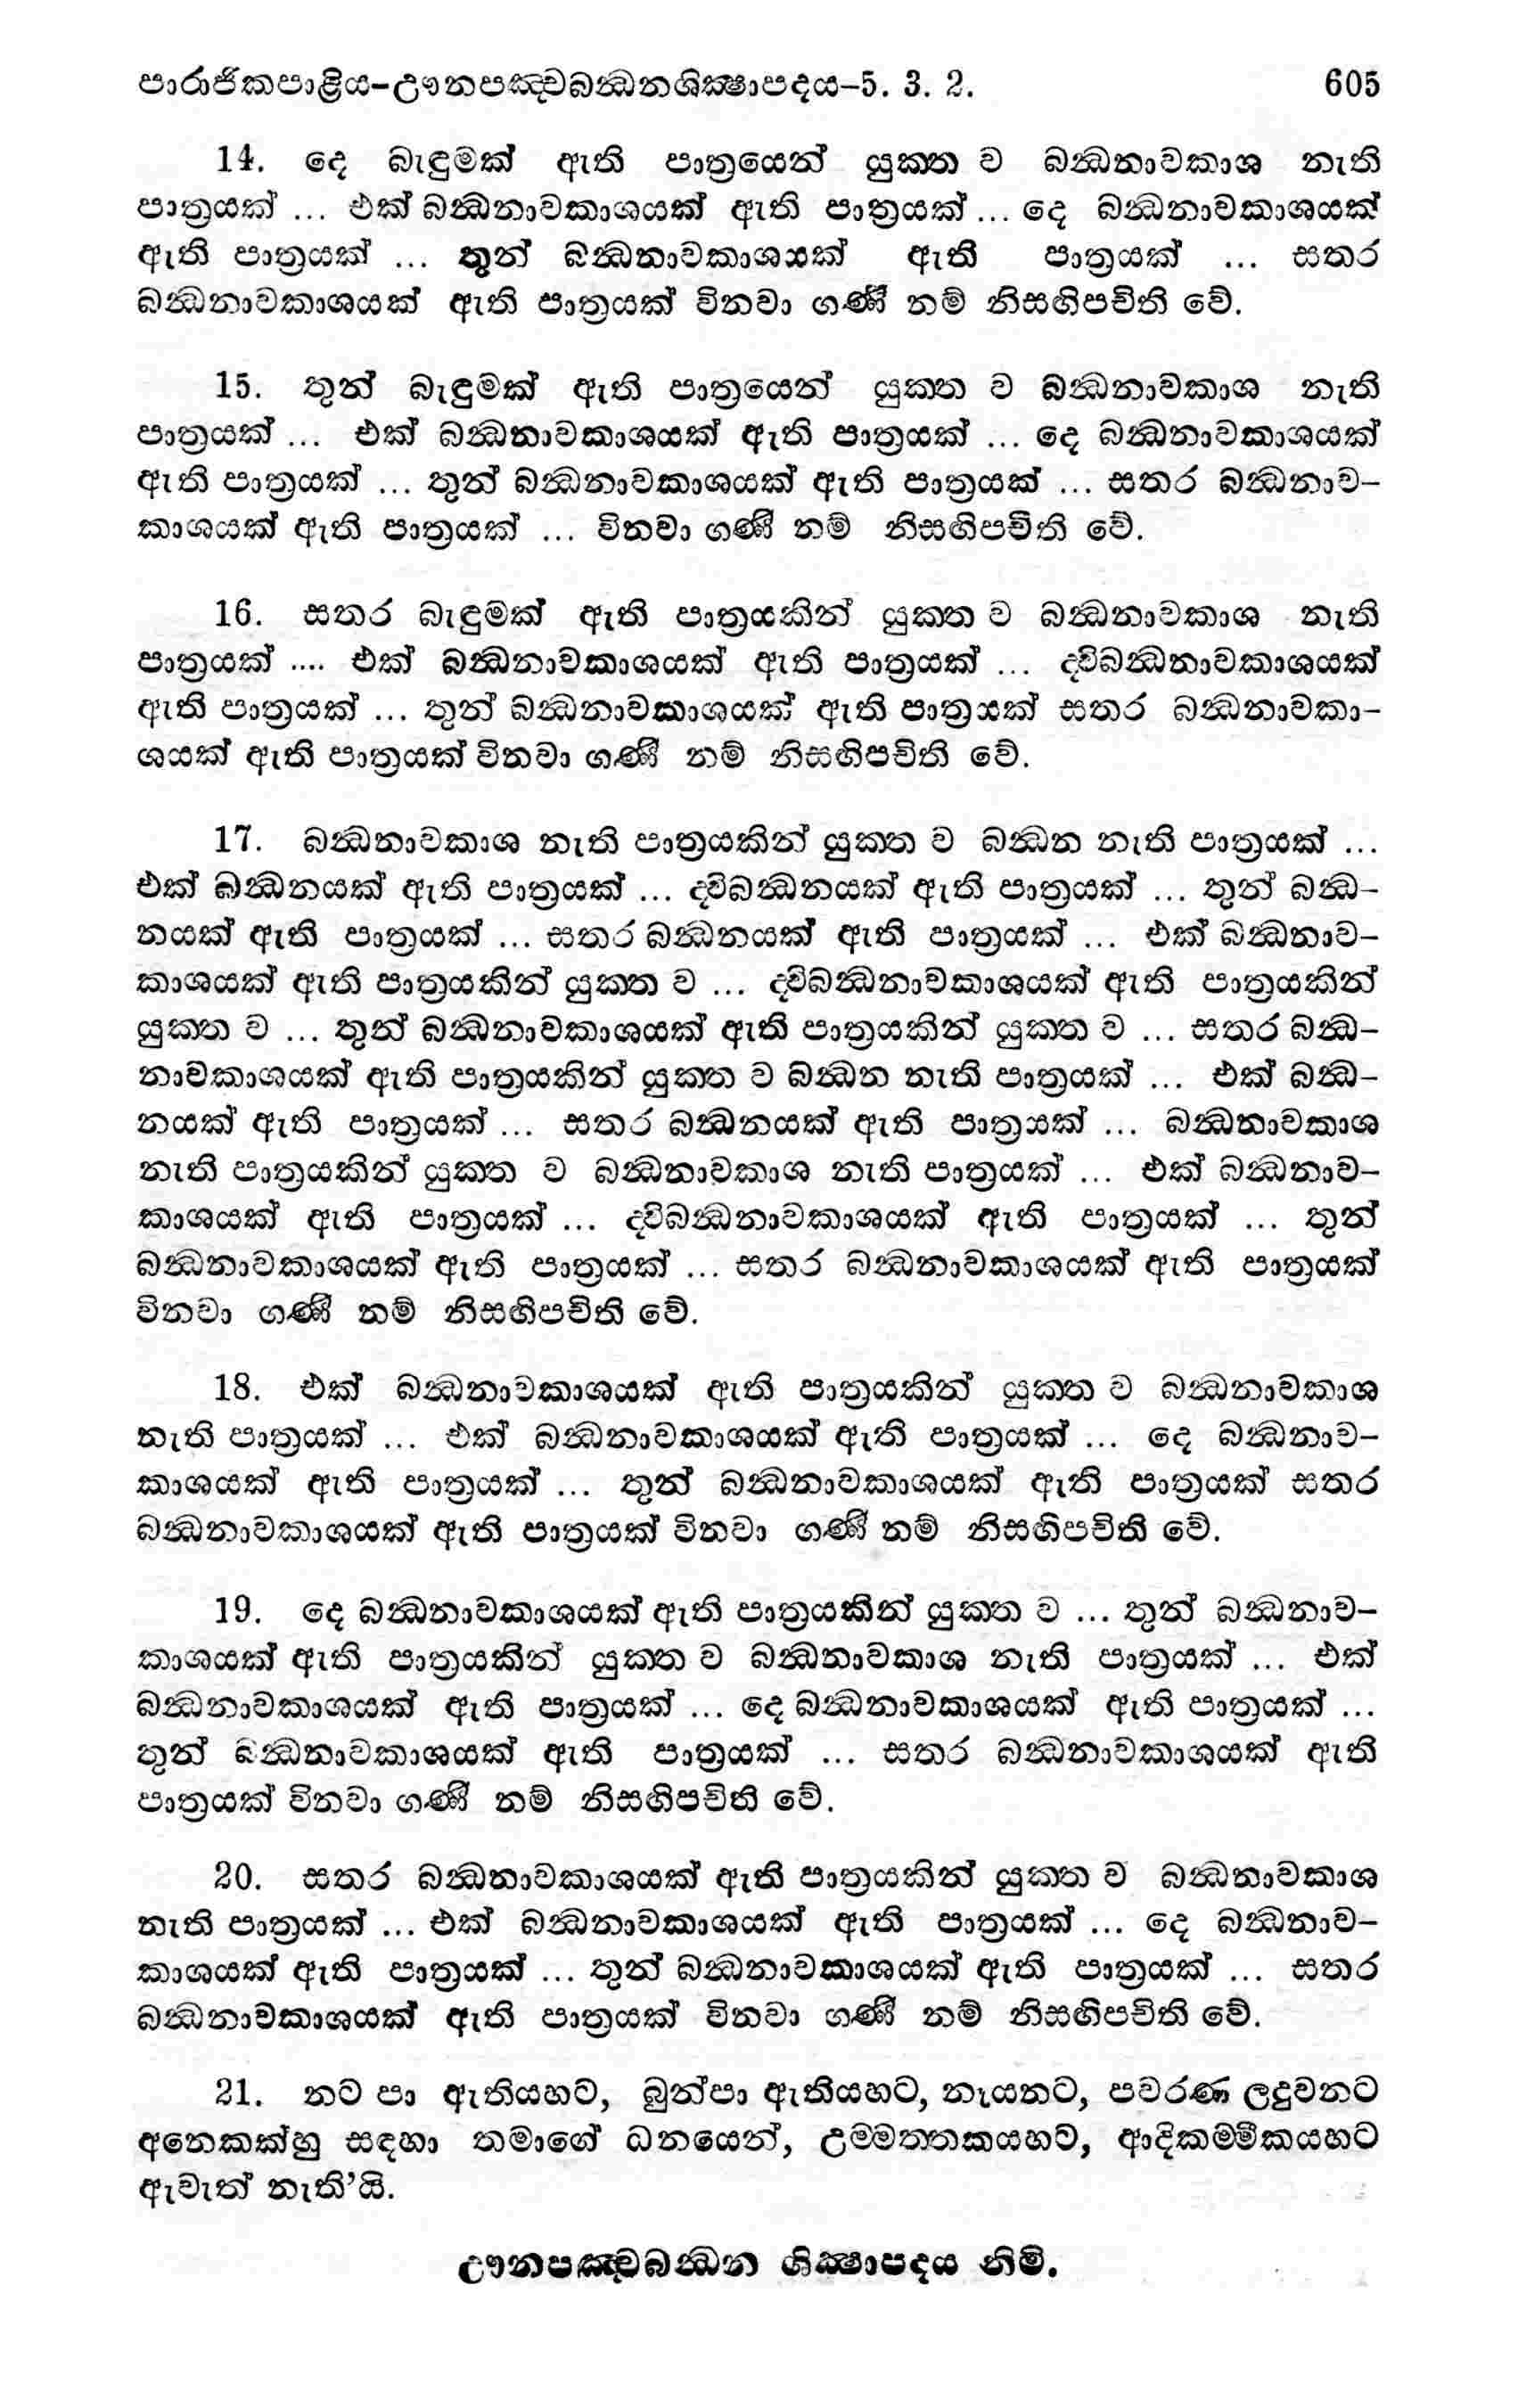 පාරාජිකපාළිය-ඌනපඤ්චබන්ධනශික්ෂාපදය-5. 3. 2. 605
14. දෙ බැඳුමක් ඇති පාත්‍රයෙන් යුක්ත ව බන්ධනාවකාශ නැති
පාත්‍රයක් ... එක් බන්ධනාවකාශයක් ඇති පාත්‍රයක් ... දෙ බන්ධනාවකාශයක්
ඇති පාත්‍රයක් ... තුන් බන්ධනාවකාශයක් ඇති පාත්‍රයක් ... සතර
බන්ධනාවකාශයක් ඇති පාත්‍රයක් විනවා ගණී නම් නිසඟිපචිති වේ.
15. තුන් බැඳුමක් ඇති පාත්‍රයෙන් යුක්ත ව බන්ධනාවකාශ නැති
පාත්‍රයක් ... එක් බන්ධනාවකාශයක් ඇති පාත්‍රයක් ... දෙ බන්ධනාවකාශයක්
ඇති පාත්‍රයක් ... තුන් බන්ධනාවකාශයක් ඇති පාත්‍රයක් ... සතර බන්ධනාව-
කාශයක් ඇති පාත්‍රයක් ... විනවා ගණී නම් නිසඟිපචිති වේ.
16. සතර බැඳුමක් ඇති පාත්‍රයකින් යුක්ත ව බන්ධනාවකාශ නැති
පාත්‍රයක් .... එක් බන්ධනාවකාශයක් ඇති පාත්‍රයක් ... ද්විබන්ධනාවකාශයක්
ඇති පාත්‍රයක් ... තුන් බන්ධනාවකාශයක් ඇති පාත්‍රයක් සතර බන්ධනාවකා-
ශයක් ඇති පාත්‍රයක් විනවා ගණී නම් නිසඟිපචිති වේ.
17. බන්ධනාවකාශ නැති පාත්‍රයකින් යුක්ත ව බන්ධන නැති පාත්‍රයක් ...
එක් බන්ධනයක් ඇති පාත්‍රයක් ... ද්විබන්ධනයක් ඇති පාත්‍රයක් ... තුන් බන්ධ-
නයක් ඇති පාත්‍රයක් ... සතර බන්ධනයක් ඇති පාත්‍රයක් ... එක් බන්ධනාව-
කාශයක් ඇති පාත්‍රයකින් යුක්ත ව ... ද්විබන්ධනාවකාශයක් ඇති පාත්‍රයකින්
යුක්ත ව ... තුන් බන්ධනාවකාශයක් ඇති පාත්‍රයකින් යුක්ත ව ... සතර බන්ධ-
නාවකාශයක් ඇති පාත්‍රයකින් යුක්ත ව බන්ධන නැති පාත්‍රයක් ... එක් බන්ධ-
නයක් ඇති පාත්‍රයක් ... සතර බන්ධනයක් ඇති පාත්‍රයක් ... බන්ධනාවකාශ
නැති පාත්‍රයකින් යුක්ත ව බන්ධනාවකාශ නැති පාත්‍රයක් ... එක් බන්ධනාව-
කාශයක් ඇති පාත්‍රයක් ... ද්විබන්ධනාවකාශයක් ඇති පාත්‍රයක් ... තුන්
බන්ධනාවකාශයක් ඇති පාත්‍රයක් ... සතර බන්ධනාවකාශයක් ඇති පාත්‍රයක්
විනවා ගණී නම් නිසඟිපචිති වේ.
18. එක් බන්ධනාවකාශයක් ඇති පාත්‍රයකින් යුක්ත ව බන්ධනාවකාශ
නැති පාත්‍රයක් ... එක් බන්ධනාවකාශයක් ඇති පාත්‍රයක් ... දෙ බන්ධනාව-
කාශයක් ඇති පාත්‍රයක් ... තුන් බන්ධනාවකාශයක් ඇති පාත්‍රයක් සතර
බන්ධනාවකාශයක් ඇති පාත්‍රයක් විනවා ගණී නම් නිසඟිපචිති වේ.
19. දෙ බන්ධනාවකාශයක් ඇති පාත්‍රයකින් යුක්ත ව ... තුන් බන්ධනාව-
කාශයක් ඇති පාත්‍රයකින් යුක්ත ව බන්ධනාවකාශ නැති පාත්‍රයක් ... එක්
බන්ධනාවකාශයක් ඇති පාත්‍රයක් ... දෙ බන්ධනාවකාශයක් ඇති පාත්‍රයක් ...
තුන් බන්ධනාවකාශයක් ඇති පාත්‍රයක් ... සතර බන්ධනාවකාශයක් ඇති
පාත්‍රයක් විනවා ගණී නම් නිසඟිපචිති වේ.
20. සතර බන්ධනාවකාශයක් ඇති පාත්‍රයකින් යුක්ත ව බන්ධනාවකාශ
නැති පාත්‍රයක් ... එක් බන්ධනාවකාශයක් ඇති පාත්‍රයක් ... දෙ බන්ධනාව-
කාශයක් ඇති පාත්‍රයක් ... තුන් බන්ධනාවකාශයක් ඇති පාත්‍රයක් ... සතර
බන්ධනාවකාශයක් ඇති පාත්‍රයක් විනවා ගණී නම් නිසඟිපචිති වේ.
21. නට පා ඇතියහට, බුන්පා ඇතියහට, නෑයනට, පවරණ ලදුවනට
අනෙකක්හු සඳහා තමාගේ ධනයෙන්, උම්මත්තකයහට, ආදිකම්මිකයහට
ඇවැත් නැති’යි.
ඌනපඤ්චබන්ධන ශික්ෂාපදය නිමි.